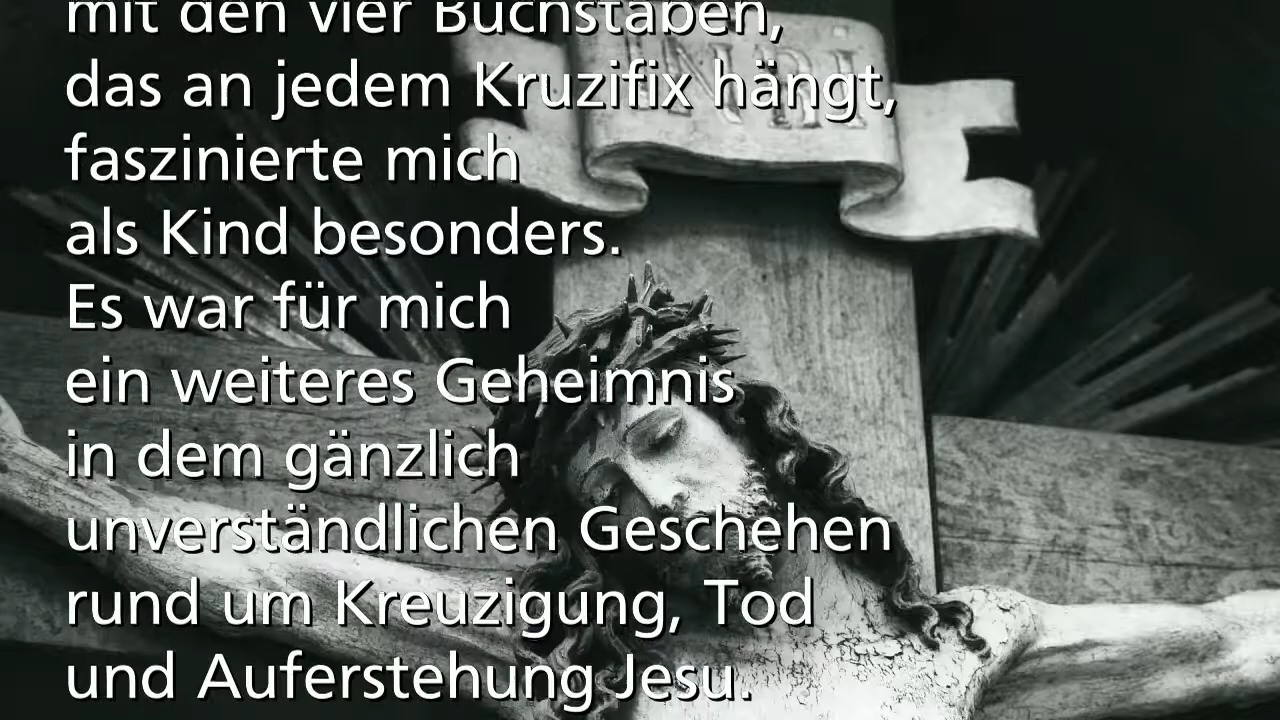 mit den vier Buchstaben,
das an jedem Kruzifix hängt,
faszinierte mich
als Kind besonders.
Es war für mich
ein weiteres Geheimnis
in dem gänzlich
unverständlichen Geschehen
rund um Kreuzigung, Tod
und Auferstehung Jesu.
INRI